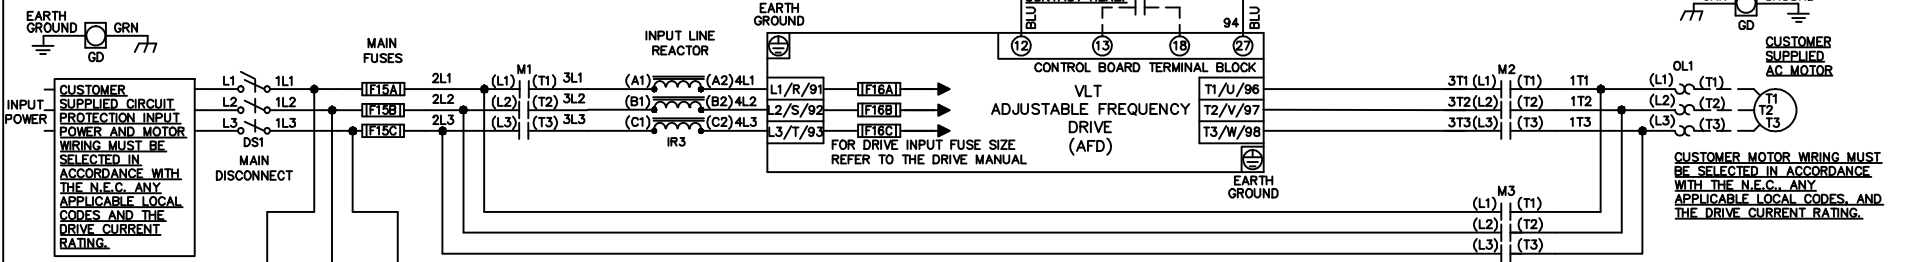 EARTH
GROUND
GRN
GD
INPUT
POWER
CUSTOMER
SUPPLIED CIRCUIT
PROTECTION INPUT
POWER AND MOTOR
WIRING MUST BE
SELECTED IN
ACCORDANCE WITH
THE N.E.C. ANY
APPLICABLE LOCAL
CODES AND THE
DRIVE CURRENT
RATING.
L1
1L1
L2
1L2
L3
1L3
DS1
MAIN
DISCONNECT
MAIN
FUSES
F15A
F15B
F15C
2L1
2L2
2L3
M1
(L1) (T1) 3L1
(L2) (T2) 3L2
(L3) (T3) 3L3
INPUT LINE
REACTOR
(A1) (A2) 4L1
(B1) (B2) 4L2
(C1) (C2) 4L3
IR3
EARTH
GROUND
L1/R/91
L2/S/92
L3/T/93
F16A
F16B
F16C
FOR DRIVE INPUT FUSE SIZE
REFER TO THE DRIVE MANUAL
BLU
94
BLU
12
13
18
27
CONTROL BOARD TERMINAL BLOCK
VLT
ADJUSTABLE FREQUENCY
DRIVE
(AFD)
T1/U/96
T2/V/97
T3/W/98
EARTH
GROUND
M2
3T1 (L1) (T1) 1T1
3T2 (L2) (T2) 1T2
3T3 (L3) (T3) 1T3
M3
(L1) (T1)
(L2) (T2)
(L3) (T3)
GD
CUSTOMER
SUPPLIED
AC MOTOR
OL1
(L1) (T1)
(L2) (T2)
(L3) (T3)
T1
T2
T3
CUSTOMER MOTOR WIRING MUST
BE SELECTED IN ACCORDANCE
WITH THE N.E.C., ANY
APPLICABLE LOCAL CODES, AND
THE DRIVE CURRENT RATING.